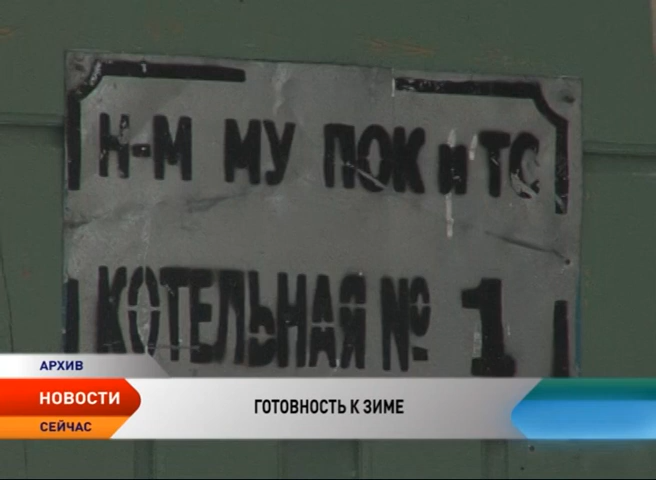 Н-М МУ ПОК и ТС
КОТЕЛЬНАЯ № 1
АРХИВ
НОВОСТИ
СЕЙЧАС
ГОТОВНОСТЬ К ЗИМЕ